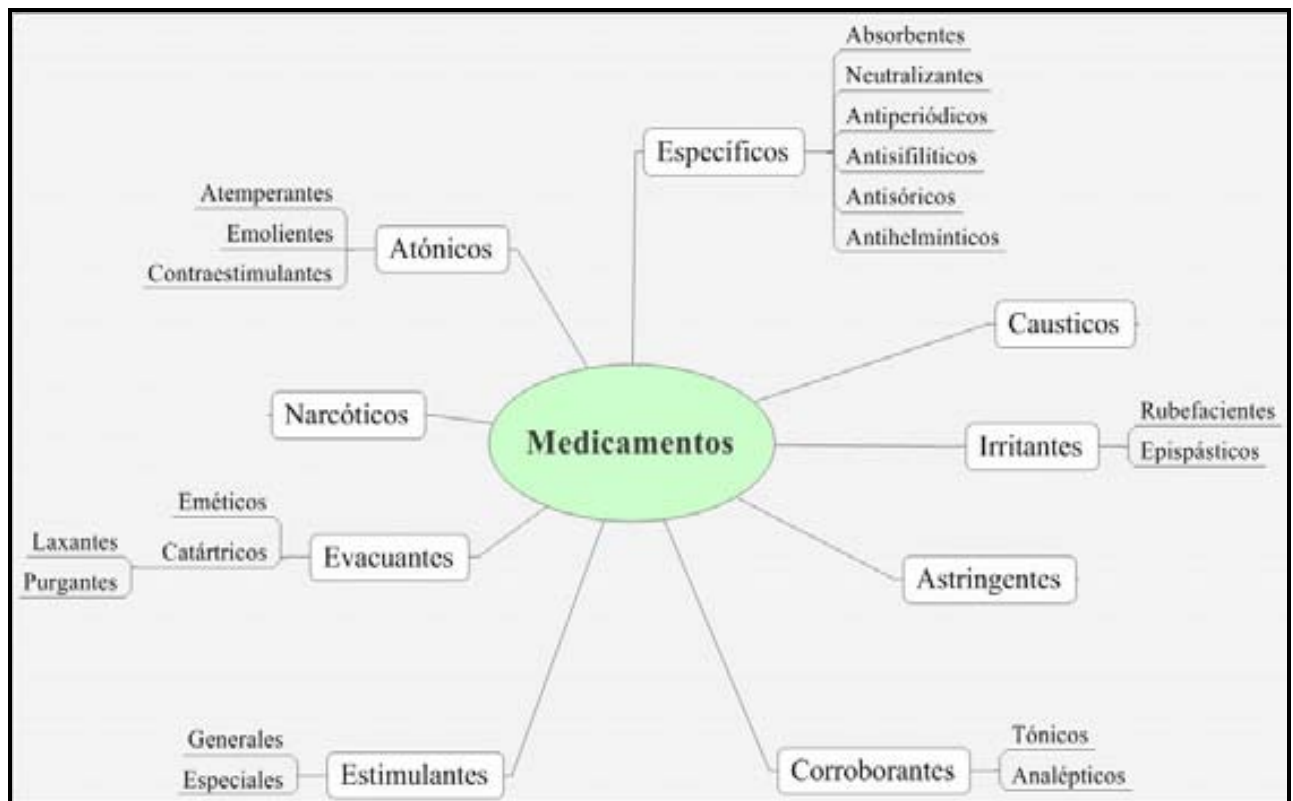 Absorbentes
Neutralizantes
Antiperiódicos
Antisifilíticos
Antisóricos
Antihelmínticos
Específicos
Atemperantes
Emolientes
Contraestimulantes
Atónicos
Causticos
Narcóticos
Medicamentos
Irritantes
Rubefacientes
Epispásticos
Eméticos
Catártricos
Laxantes
Purgantes
Evacuantes
Astringentes
Generales
Especiales
Estimulantes
Corroborantes
Tónicos
Analépticos